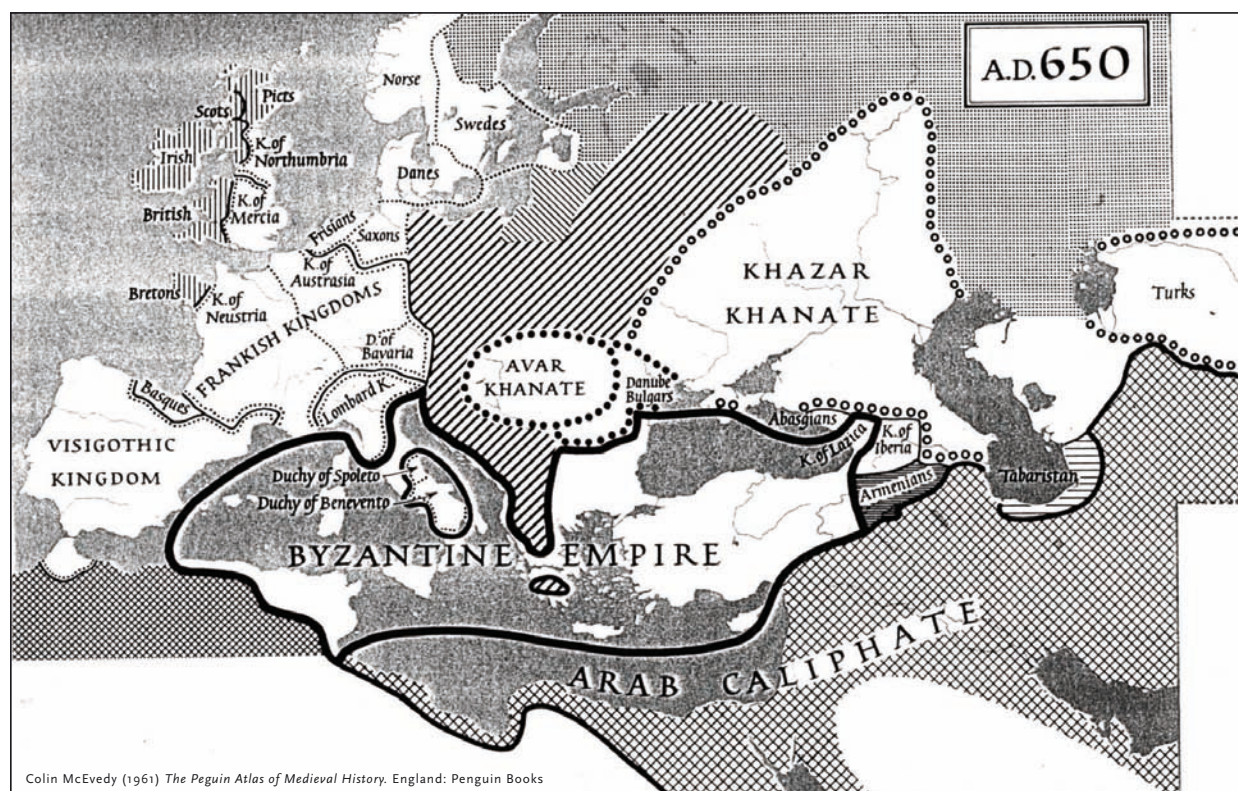 A.D. 650
Norse
Swedes
Danes
Picts
Scots
K. of
Northumbria
Irish
K. of
Mercia
British
Frisians
Saxons
K. of
Austrasia
Bretons
K. of
Neustria
FRANKISH KINGDOMS
D. of
Bavaria
Lombard K.
Basques
VISIGOTHIC
KINGDOM
AVAR
KHANATE
Danube
Bulgars
KHAZAR
KHANATE
Turks
Abasgians
K. of Lazica
K. of
Iberia
Armenians
Tabaristan
Duchy of Spoleto
Duchy of Benevento
BYZANTINE EMPIRE
ARAB CALIPHATE
Colin McEvedy (1961) The Peguin Atlas of Medieval History. England: Penguin Books